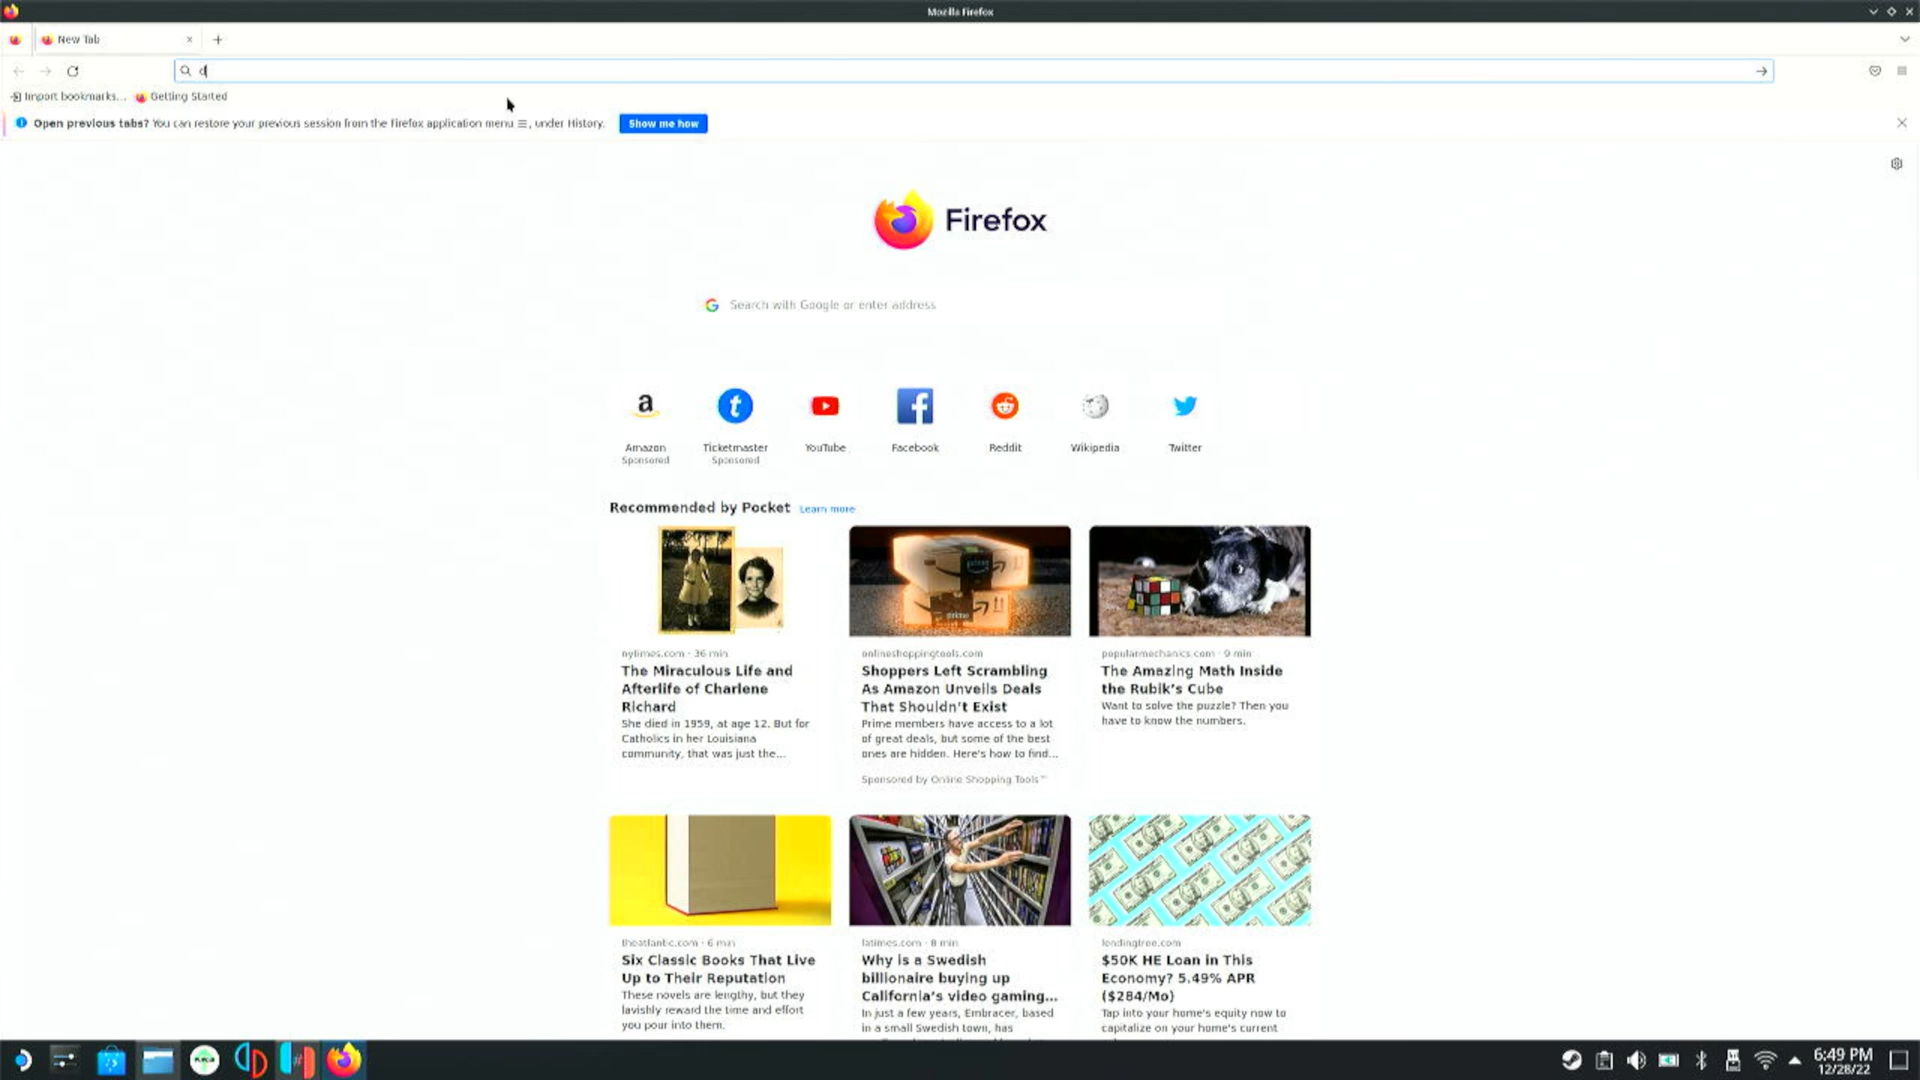 Mozilla Firefox
New Tab
d
Import bookmarks...
Getting Started
Open previous tabs? You can restore your previous session from the Firefox application menu ☰, under History.
Show me how
Firefox
Search with Google or enter address
Amazon
Sponsored
Ticketmaster
Sponsored
YouTube
Facebook
Reddit
Wikipedia
Twitter
Recommended by Pocket
Learn more
nytimes.com · 36 min
The Miraculous Life and
Afterlife of Charlene
Richard
She died in 1959, at age 12. But for
Catholics in her Louisiana
community, that was just the...
onlineshoppingtools.com
Shoppers Left Scrambling
As Amazon Unveils Deals
That Shouldn't Exist
Prime members have access to a lot
of great deals, but some of the best
ones are hidden. Here's how to find...
Sponsored by Online Shopping Tools™
popularmechanics.com · 9 min
The Amazing Math Inside
the Rubik's Cube
Want to solve the puzzle? Then you
have to know the numbers.
theatlantic.com · 6 min
Six Classic Books That Live
Up to Their Reputation
These novels are lengthy, but they
lavishly reward the time and effort
you pour into them.
latimes.com · 8 min
Why is a Swedish
billionaire buying up
California's video gaming...
In just a few years, Embracer, based
in a small Swedish town, has
lendingtree.com
$50K HE Loan in This
Economy? 5.49% APR
($284/Mo)
Tap into your home's equity now to
capitalize on your home's current
6:49 PM
12/28/22